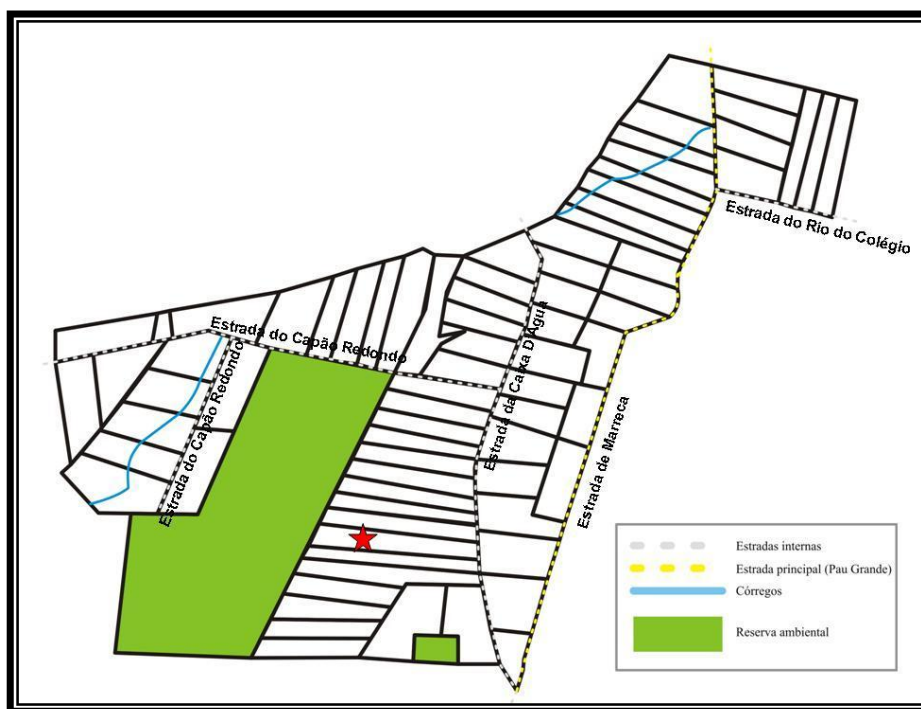 Estrada do Rio do Colégio
Estrada do Capão Redondo
Estrada da Caixa D'Agua
Estrada do Capão Redondo
Estrada de Marreca
Estradas internas
Estrada principal (Pau Grande)
Córregos
Reserva ambiental